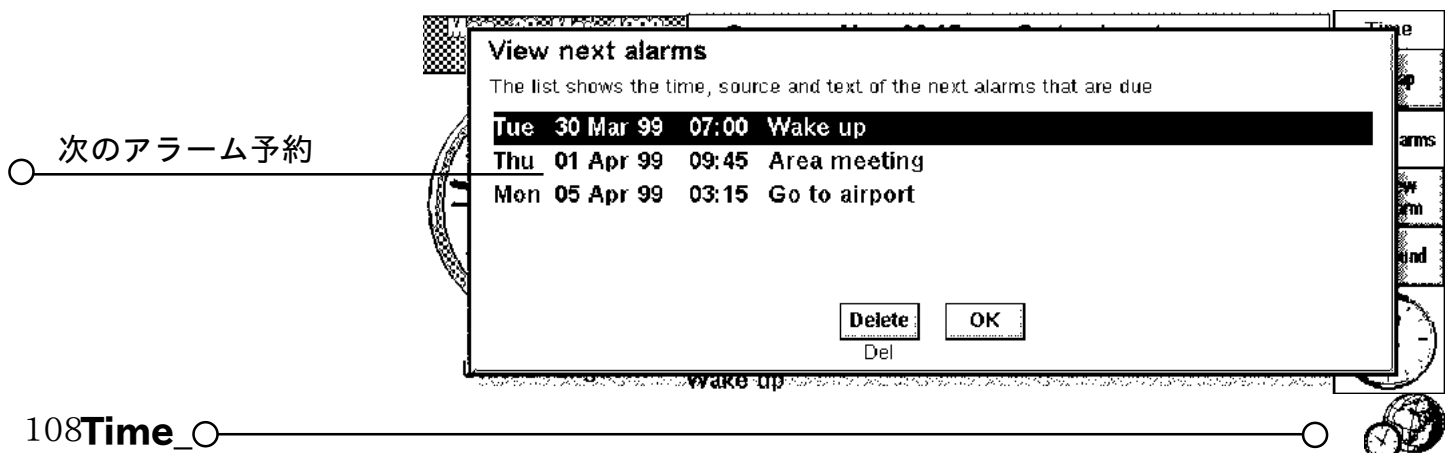 Time
View next alarms
The list shows the time, source and text of the next alarms that are due
Tue 30 Mar 99 07:00 Wake up
Thu 01 Apr 99 09:45 Area meeting
Mon 05 Apr 99 03:15 Go to airport
次のアラーム予約
Delete
OK
Del
Wake up
108Time_